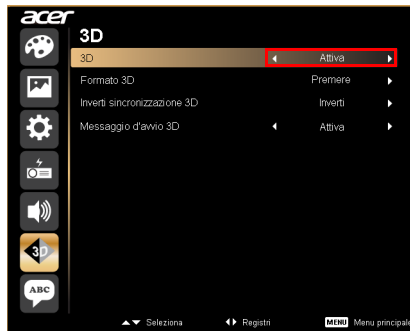 acer
3D
3D Attiva
Formato 3D Premere
Inverti sincronizzazione 3D Inverti
Messaggio d'avvio 3D Attiva
3D
ABC
Seleziona Registri MENU Menu principale